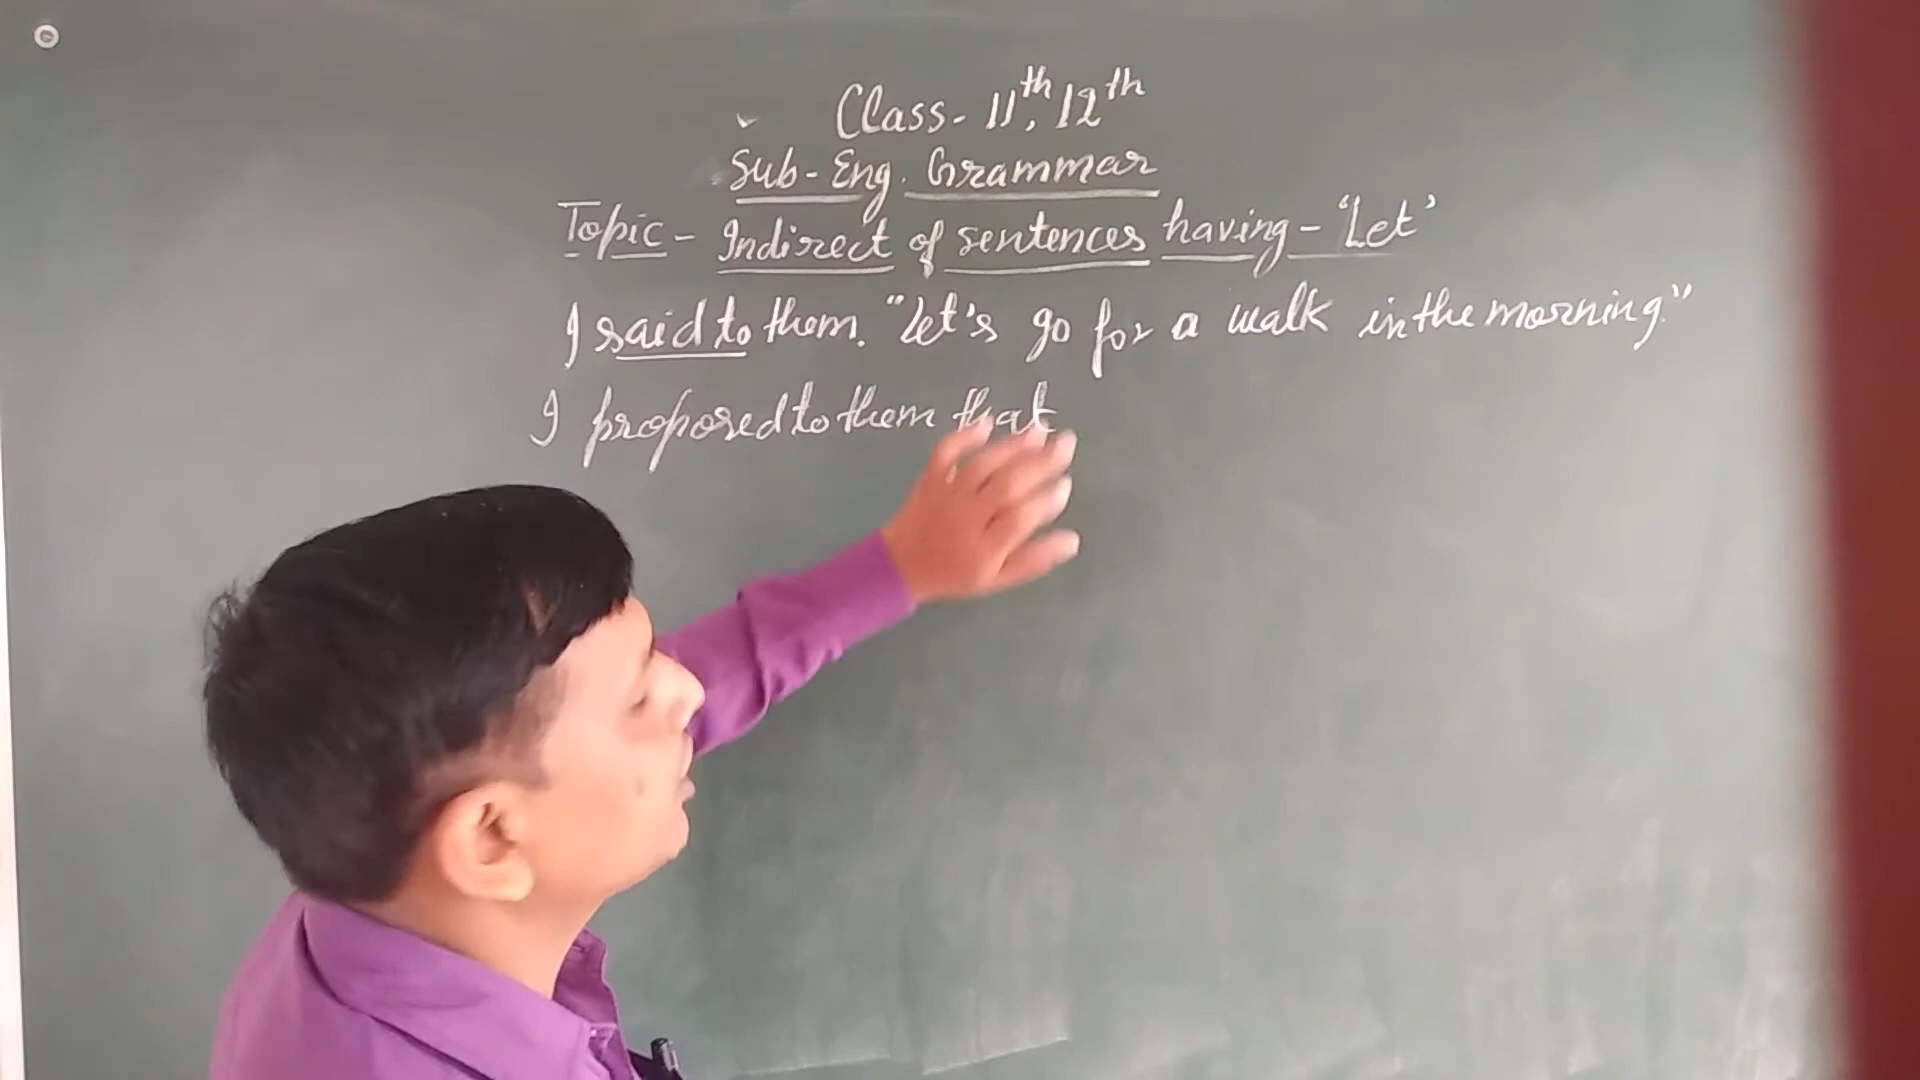 Class- 11th, 12th
Sub- Eng. Grammar
Topic - Indirect of sentences having - 'Let'
I said to them. "Let's go for a walk in the morning."
I proposed to them that